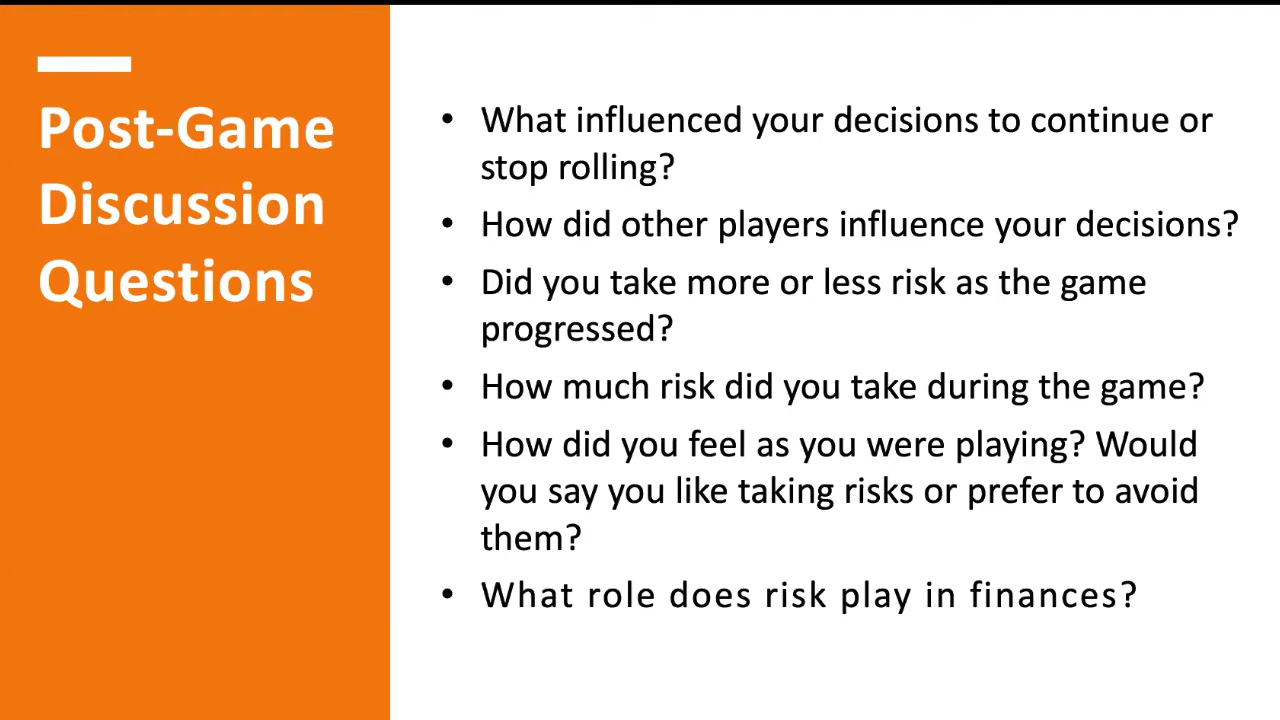 Post-Game
Discussion
Questions
• What influenced your decisions to continue or
stop rolling?
• How did other players influence your decisions?
• Did you take more or less risk as the game
progressed?
• How much risk did you take during the game?
• How did you feel as you were playing? Would
you say you like taking risks or prefer to avoid
them?
• What role does risk play in finances?